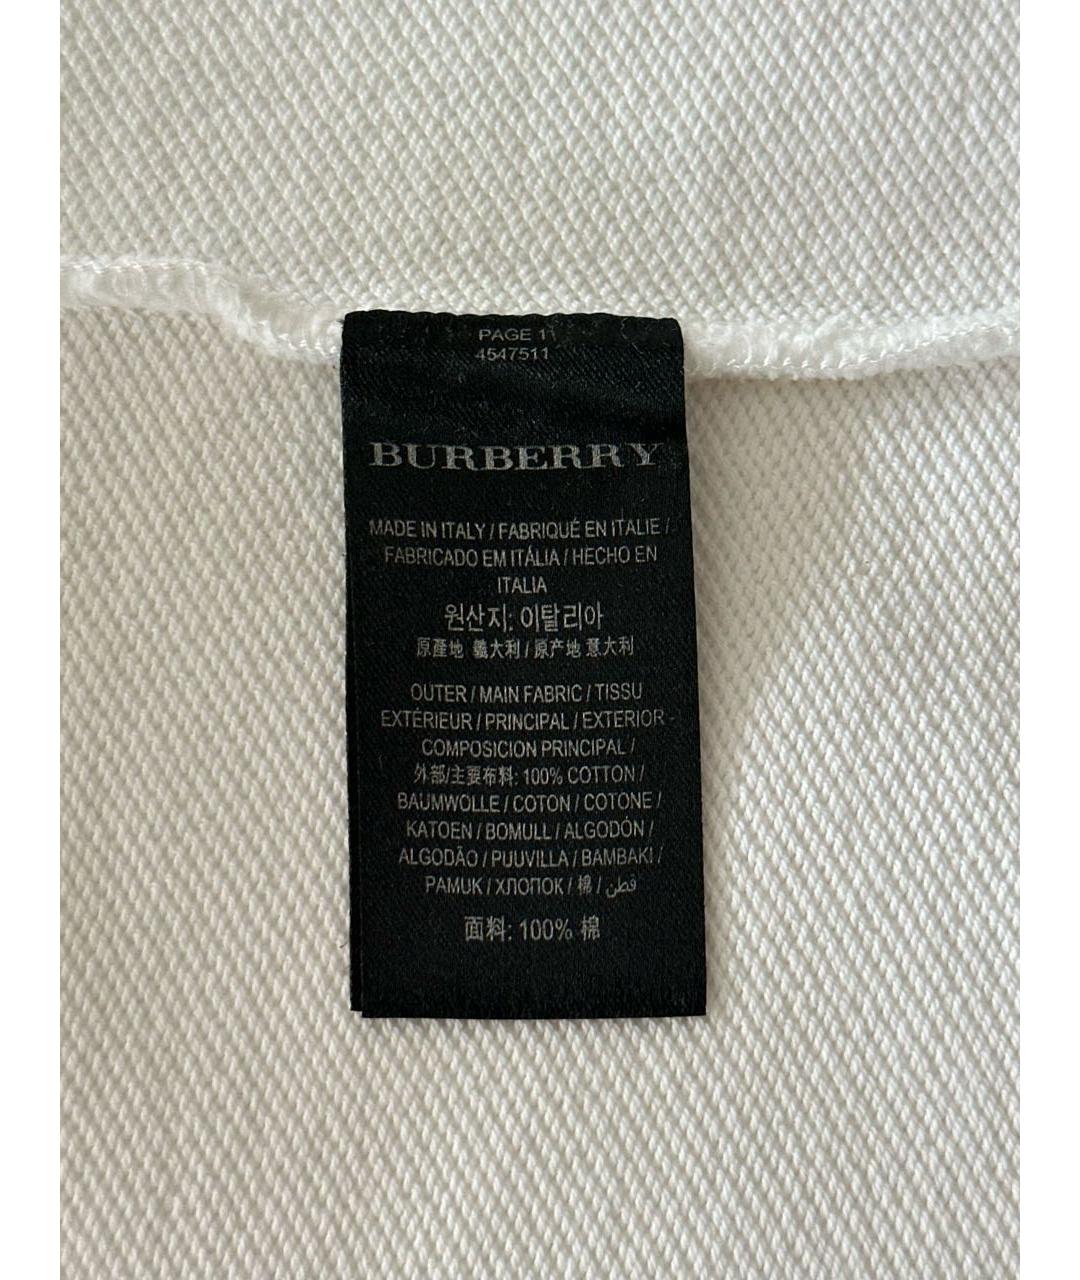 PAGE 11
4547511
BURBERRY
MADE IN ITALY / FABRIQUÉ EN ITALIE /
FABRICADO EM ITÁLIA / HECHO EN
ITALIA
원산지: 이탈리아
原產地 義大利 / 原产地 意大利
OUTER / MAIN FABRIC / TISSU
EXTÉRIEUR / PRINCIPAL / EXTERIOR -
COMPOSICION PRINCIPAL /
外部/主要布料: 100% COTTON /
BAUMWOLLE / COTON / COTONE /
KATOEN / BOMULL / ALGODÓN /
ALGODÃO / PUUVILLA / BAMBAKI /
PAMUK / ХЛОПОК / 棉 / قطن
面料: 100% 棉